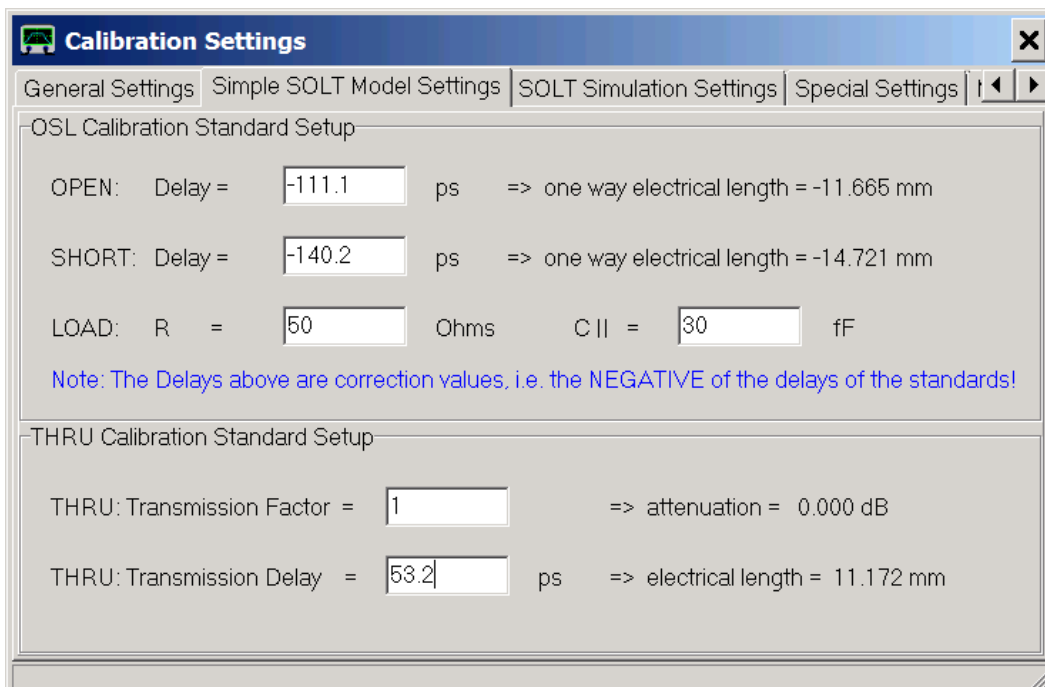 Calibration Settings
General Settings Simple SOLT Model Settings SOLT Simulation Settings Special Settings
OSL Calibration Standard Setup
OPEN: Delay = -111.1 ps => one way electrical length = -11.665 mm
SHORT: Delay = -140.2 ps => one way electrical length = -14.721 mm
LOAD: R = 50 Ohms C || = 30 fF
Note: The Delays above are correction values, i.e. the NEGATIVE of the delays of the standards!
THRU Calibration Standard Setup
THRU: Transmission Factor = 1 => attenuation = 0.000 dB
THRU: Transmission Delay = 53.2 ps => electrical length = 11.172 mm